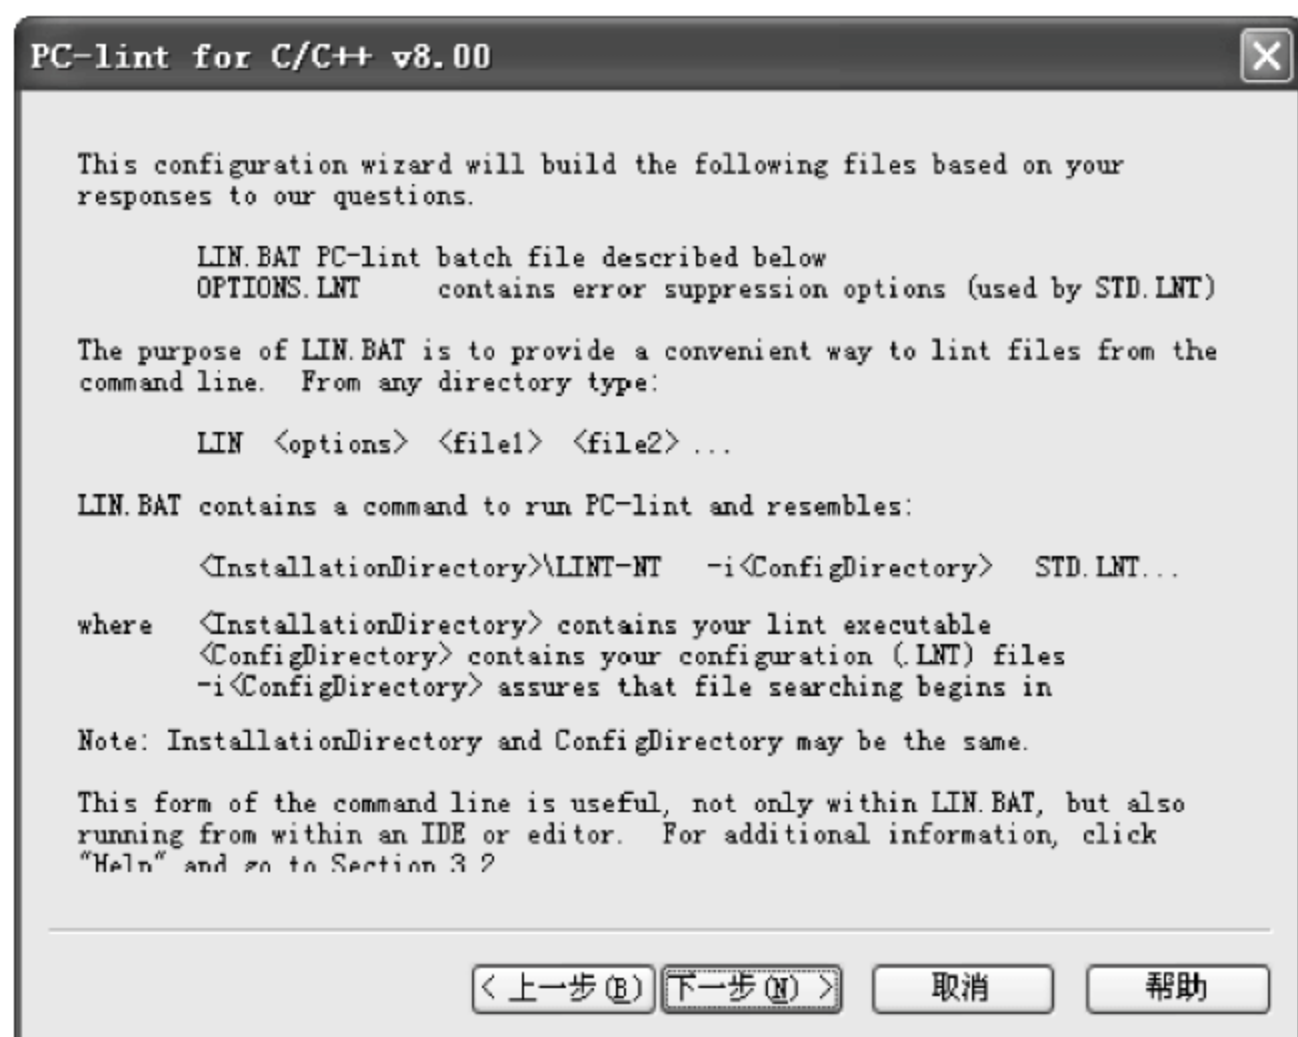 PC-lint for C/C++ v8.00
This configuration wizard will build the following files based on your
responses to our questions.
LIN.BAT PC-lint batch file described below
OPTIONS.LNT contains error suppression options (used by STD.LNT)
The purpose of LIN.BAT is to provide a convenient way to lint files from the
command line. From any directory type:
LIN <options> <file1> <file2> ...
LIN.BAT contains a command to run PC-lint and resembles:
<InstallationDirectory>\LINT-NT -i<ConfigDirectory> STD.LNT...
where <InstallationDirectory> contains your lint executable
<ConfigDirectory> contains your configuration (.LNT) files
-i<ConfigDirectory> assures that file searching begins in
Note: InstallationDirectory and ConfigDirectory may be the same.
This form of the command line is useful, not only within LIN.BAT, but also
running from within an IDE or editor. For additional information, click
"Help" and go to Section 3.2
< 上一步(B) 下一步(N) > 取消 帮助